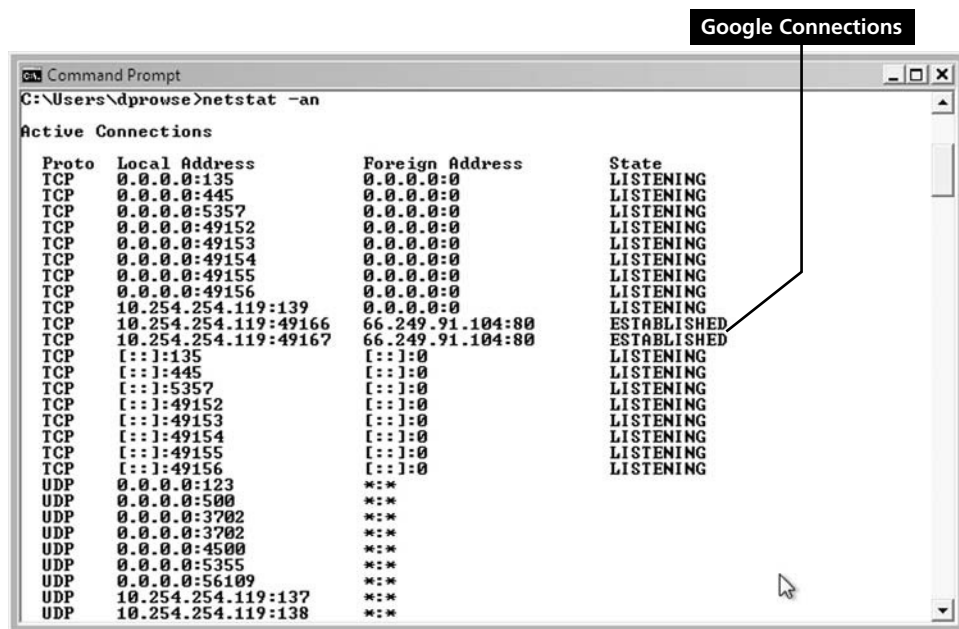 Google Connections
Command Prompt
C:\Users\dprowse>netstat -an
Active Connections
Proto Local Address Foreign Address State
TCP 0.0.0.0:135 0.0.0.0:0 LISTENING
TCP 0.0.0.0:445 0.0.0.0:0 LISTENING
TCP 0.0.0.0:5357 0.0.0.0:0 LISTENING
TCP 0.0.0.0:49152 0.0.0.0:0 LISTENING
TCP 0.0.0.0:49153 0.0.0.0:0 LISTENING
TCP 0.0.0.0:49154 0.0.0.0:0 LISTENING
TCP 0.0.0.0:49155 0.0.0.0:0 LISTENING
TCP 0.0.0.0:49156 0.0.0.0:0 LISTENING
TCP 10.254.254.119:139 0.0.0.0:0 LISTENING
TCP 10.254.254.119:49166 66.249.91.104:80 ESTABLISHED
TCP 10.254.254.119:49167 66.249.91.104:80 ESTABLISHED
TCP [::]:135 [::]:0 LISTENING
TCP [::]:445 [::]:0 LISTENING
TCP [::]:5357 [::]:0 LISTENING
TCP [::]:49152 [::]:0 LISTENING
TCP [::]:49153 [::]:0 LISTENING
TCP [::]:49154 [::]:0 LISTENING
TCP [::]:49155 [::]:0 LISTENING
TCP [::]:49156 [::]:0 LISTENING
UDP 0.0.0.0:123 *:*
UDP 0.0.0.0:500 *:*
UDP 0.0.0.0:3702 *:*
UDP 0.0.0.0:3702 *:*
UDP 0.0.0.0:4500 *:*
UDP 0.0.0.0:5355 *:*
UDP 0.0.0.0:56109 *:*
UDP 10.254.254.119:137 *:*
UDP 10.254.254.119:138 *:*